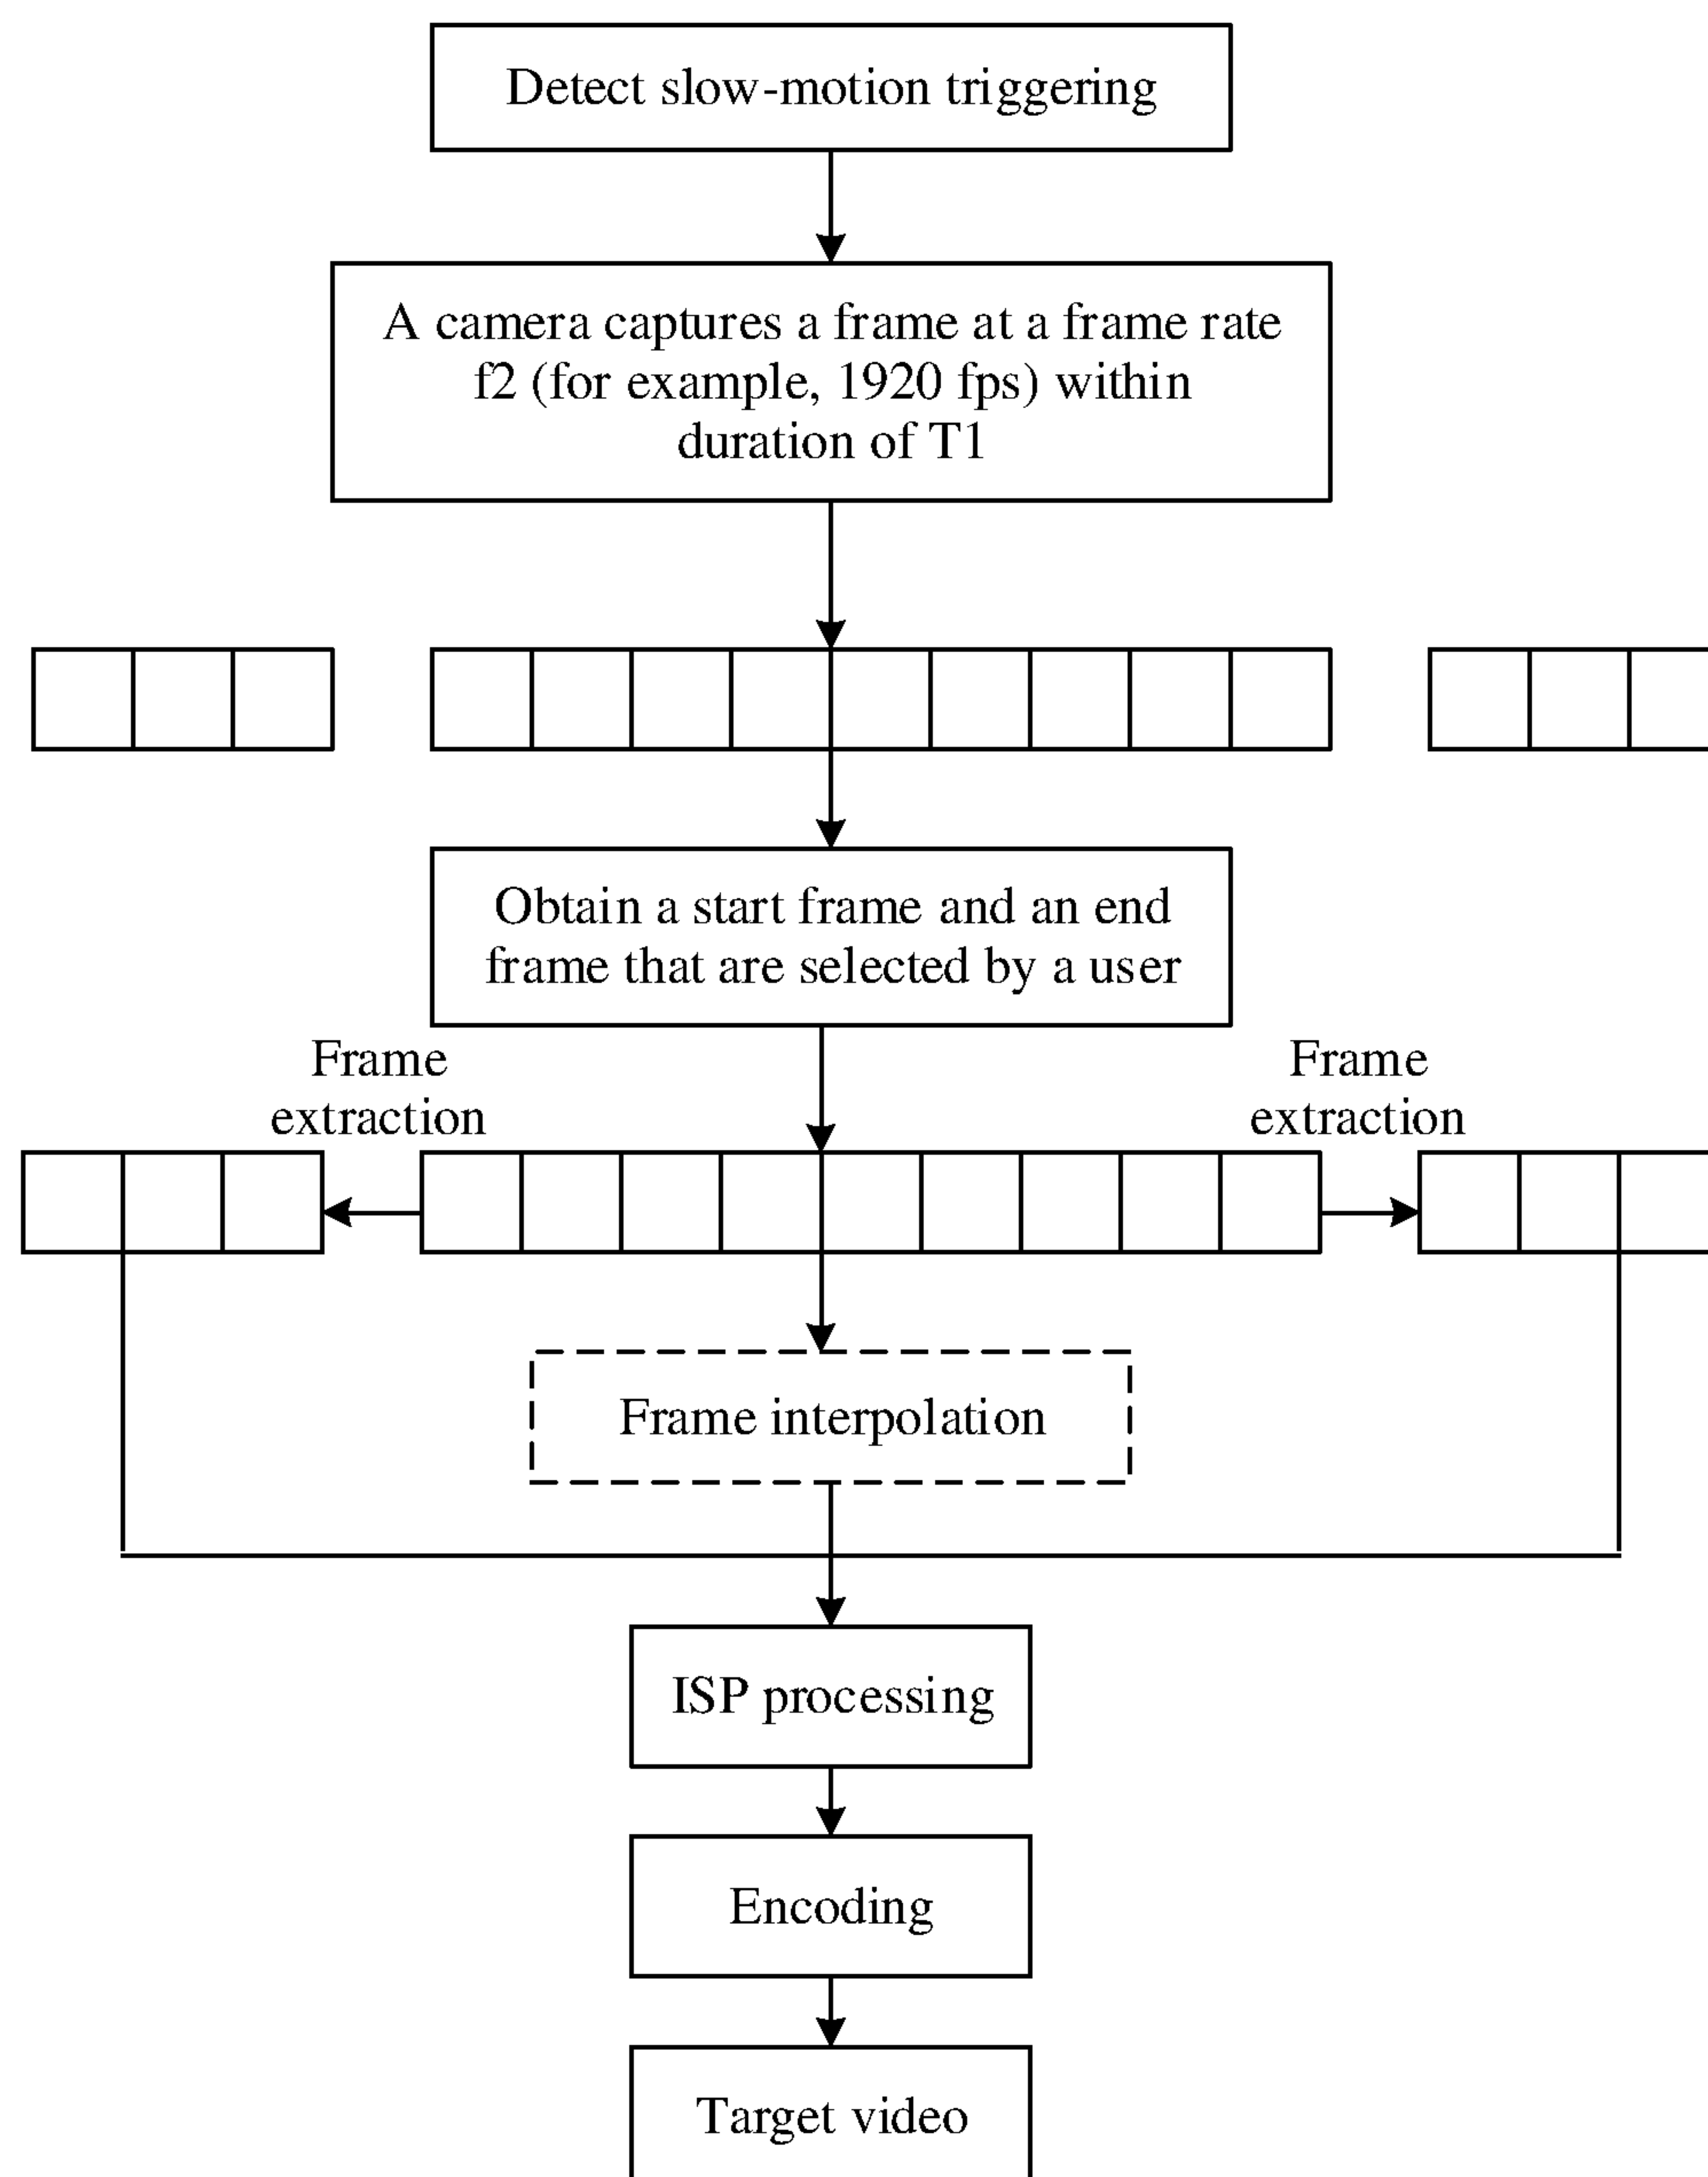 Detect slow-motion triggering
A camera captures a frame at a frame rate
f2 (for example, 1920 fps) within
duration of T1
Obtain a start frame and an end
frame that are selected by a user
Frame
extraction
Frame
extraction
Frame interpolation
ISP processing
Encoding
Target video